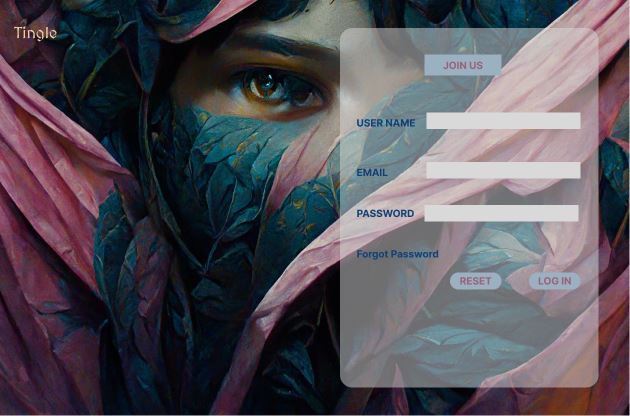 Tingle
JOIN US
USER NAME
EMAIL
PASSWORD
Forgot Password
RESET
LOG IN